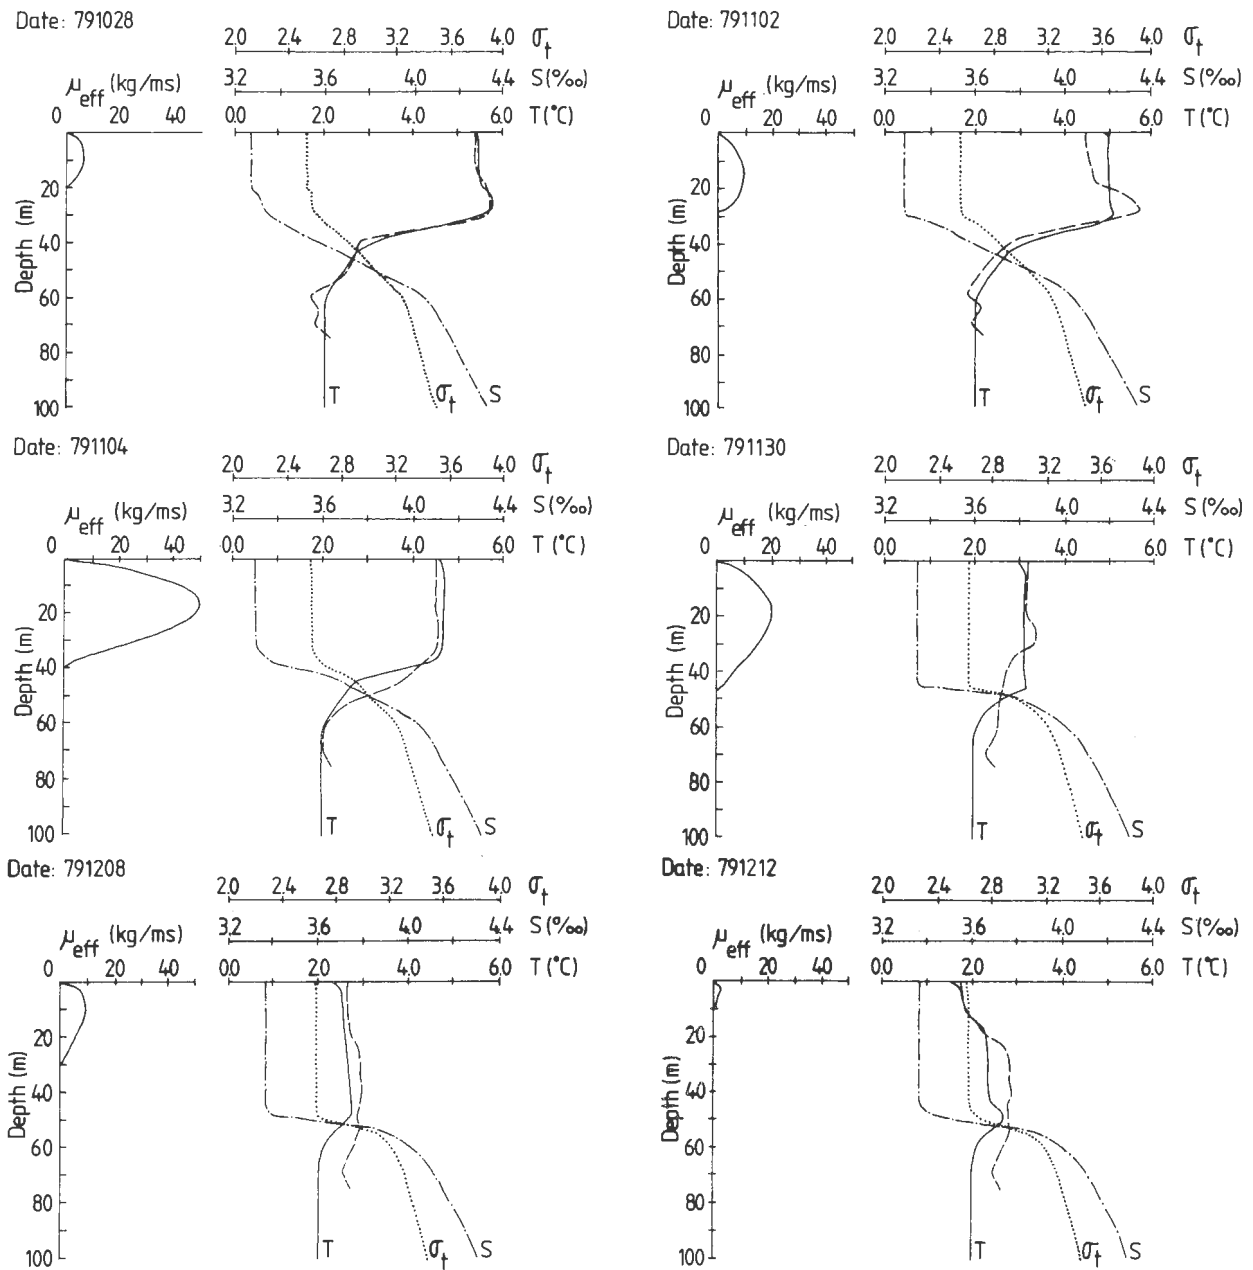 Date: 791028
2.0 2.4 2.8 3.2 3.6 4.0 σt
3.2 3.6 4.0 4.4 S(‰)
μeff (kg/ms)
0 20 40
0.0 2.0 4.0 6.0 T(°C)
20
40
60
80
100
Depth (m)
T σt S
Date: 791102
2.0 2.4 2.8 3.2 3.6 4.0 σt
3.2 3.6 4.0 4.4 S(‰)
μeff (kg/ms)
0 20 40
0.0 2.0 4.0 6.0 T(°C)
20
40
60
80
100
Depth (m)
T σt S
Date: 791104
2.0 2.4 2.8 3.2 3.6 4.0 σt
3.2 3.6 4.0 4.4 S(‰)
μeff (kg/ms)
0 20 40
0.0 2.0 4.0 6.0 T(°C)
20
40
60
80
100
Depth (m)
T σt S
Date: 791130
2.0 2.4 2.8 3.2 3.6 4.0 σt
3.2 3.6 4.0 4.4 S(‰)
μeff (kg/ms)
0 20 40
0.0 2.0 4.0 6.0 T(°C)
20
40
60
80
100
Depth (m)
T σt S
Date: 791208
2.0 2.4 2.8 3.2 3.6 4.0 σt
3.2 3.6 4.0 4.4 S(‰)
μeff (kg/ms)
0 20 40
0.0 2.0 4.0 6.0 T(°C)
20
40
60
80
100
Depth (m)
T σt S
Date: 791212
2.0 2.4 2.8 3.2 3.6 4.0 σt
3.2 3.6 4.0 4.4 S(‰)
μeff (kg/ms)
0 20 40
0.0 2.0 4.0 6.0 T(°C)
20
40
60
80
100
Depth (m)
T σt S